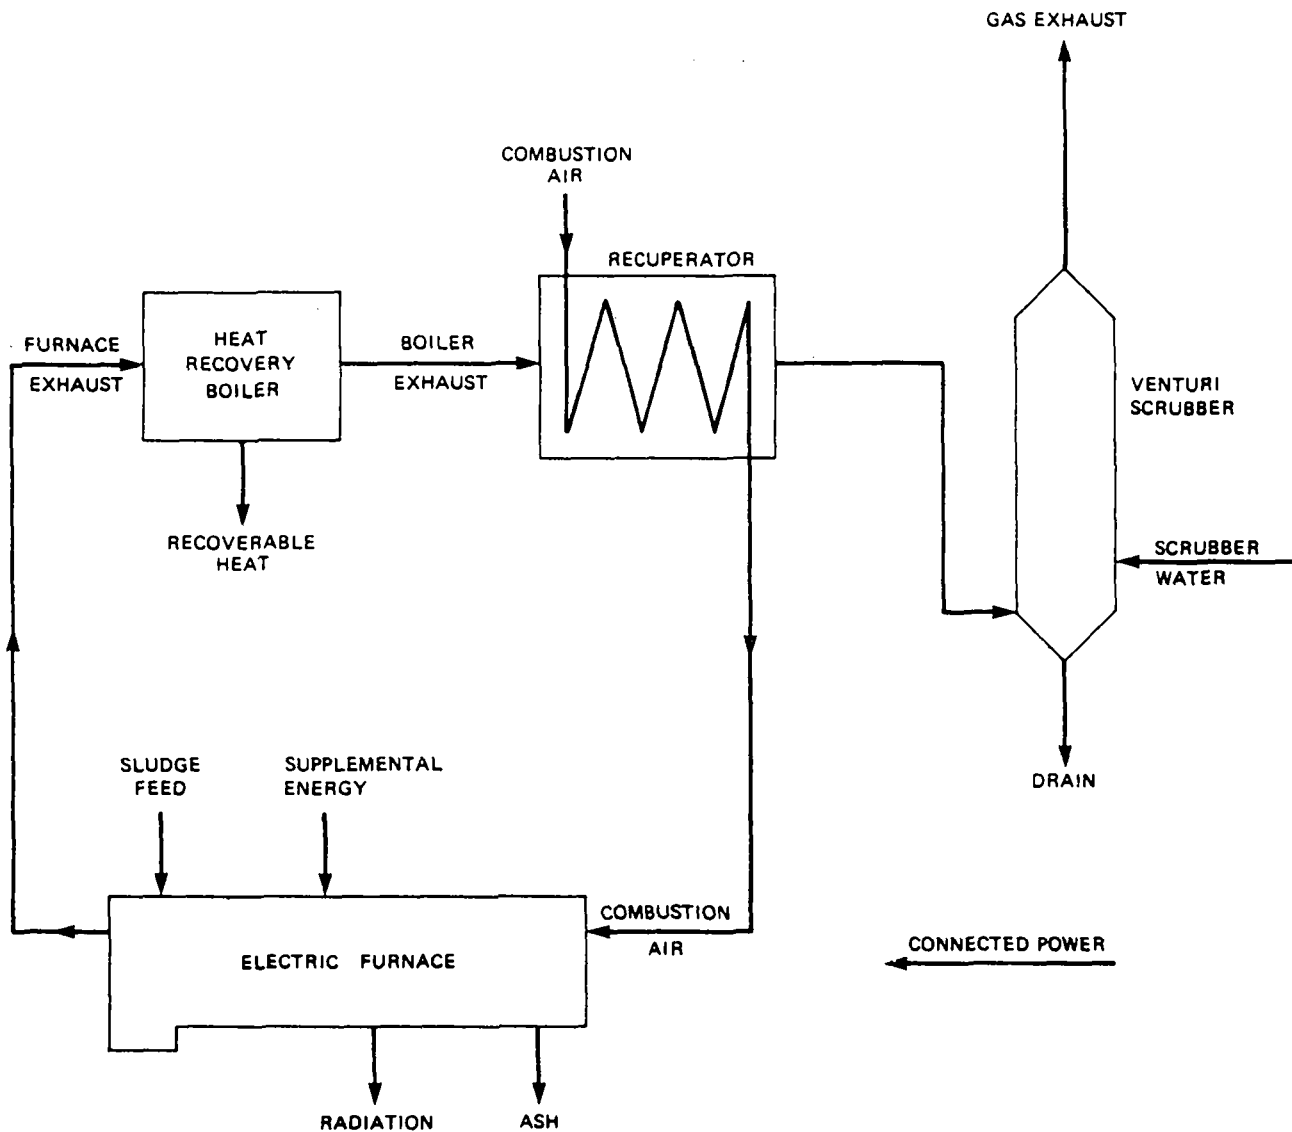 GAS EXHAUST
COMBUSTION
AIR
RECUPERATOR
FURNACE
EXHAUST
HEAT
RECOVERY
BOILER
BOILER
EXHAUST
VENTURI
SCRUBBER
RECOVERABLE
HEAT
SCRUBBER
WATER
SLUDGE
FEED
SUPPLEMENTAL
ENERGY
DRAIN
COMBUSTION
AIR
ELECTRIC FURNACE
CONNECTED POWER
RADIATION
ASH